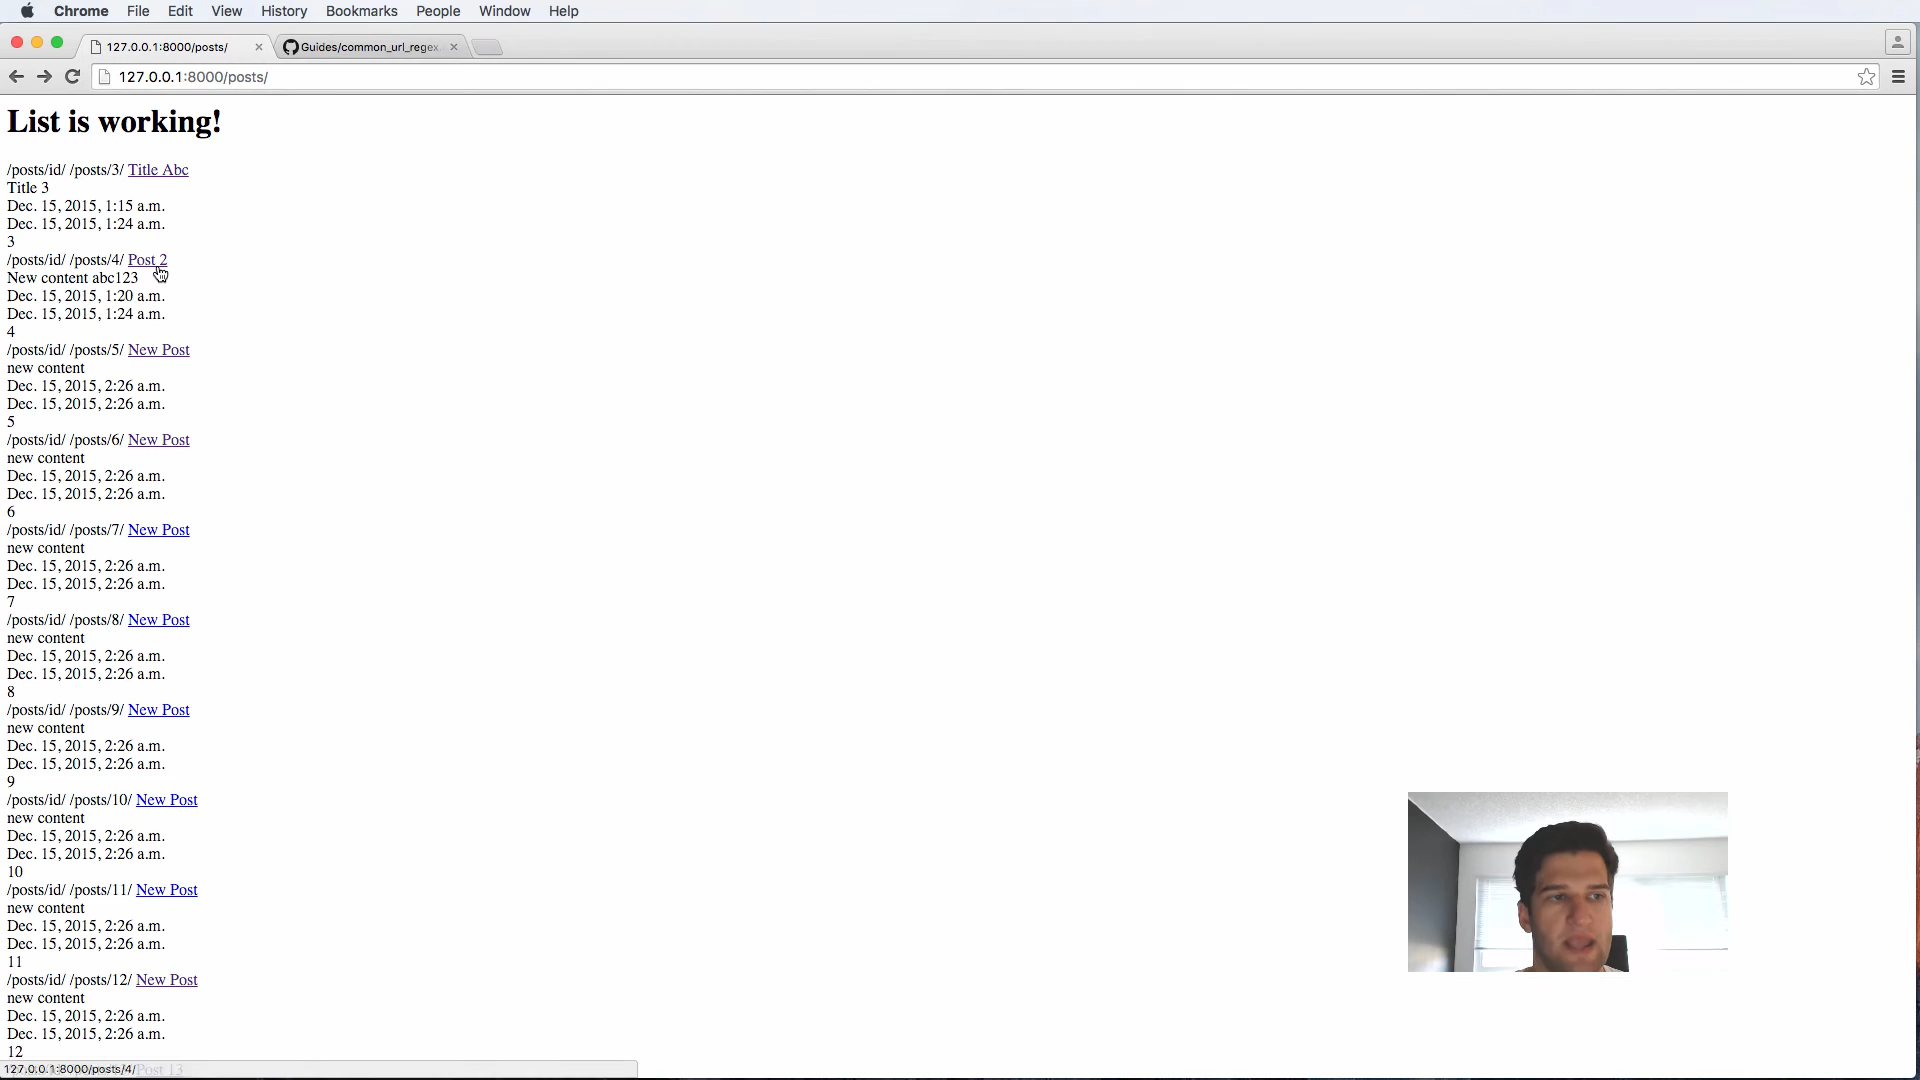 Chrome File Edit View History Bookmarks People Window Help
127.0.0.1:8000/posts/
Guides/common_url_regex.
127.0.0.1:8000/posts/
List is working!
/posts/id/ /posts/3/ Title Abc
Title 3
Dec. 15, 2015, 1:15 a.m.
Dec. 15, 2015, 1:24 a.m.
3
/posts/id/ /posts/4/ Post 2
New content abc123
Dec. 15, 2015, 1:20 a.m.
Dec. 15, 2015, 1:24 a.m.
4
/posts/id/ /posts/5/ New Post
new content
Dec. 15, 2015, 2:26 a.m.
Dec. 15, 2015, 2:26 a.m.
5
/posts/id/ /posts/6/ New Post
new content
Dec. 15, 2015, 2:26 a.m.
Dec. 15, 2015, 2:26 a.m.
6
/posts/id/ /posts/7/ New Post
new content
Dec. 15, 2015, 2:26 a.m.
Dec. 15, 2015, 2:26 a.m.
7
/posts/id/ /posts/8/ New Post
new content
Dec. 15, 2015, 2:26 a.m.
Dec. 15, 2015, 2:26 a.m.
8
/posts/id/ /posts/9/ New Post
new content
Dec. 15, 2015, 2:26 a.m.
Dec. 15, 2015, 2:26 a.m.
9
/posts/id/ /posts/10/ New Post
new content
Dec. 15, 2015, 2:26 a.m.
Dec. 15, 2015, 2:26 a.m.
10
/posts/id/ /posts/11/ New Post
new content
Dec. 15, 2015, 2:26 a.m.
Dec. 15, 2015, 2:26 a.m.
11
/posts/id/ /posts/12/ New Post
new content
Dec. 15, 2015, 2:26 a.m.
Dec. 15, 2015, 2:26 a.m.
12
127.0.0.1:8000/posts/4/ Post 13